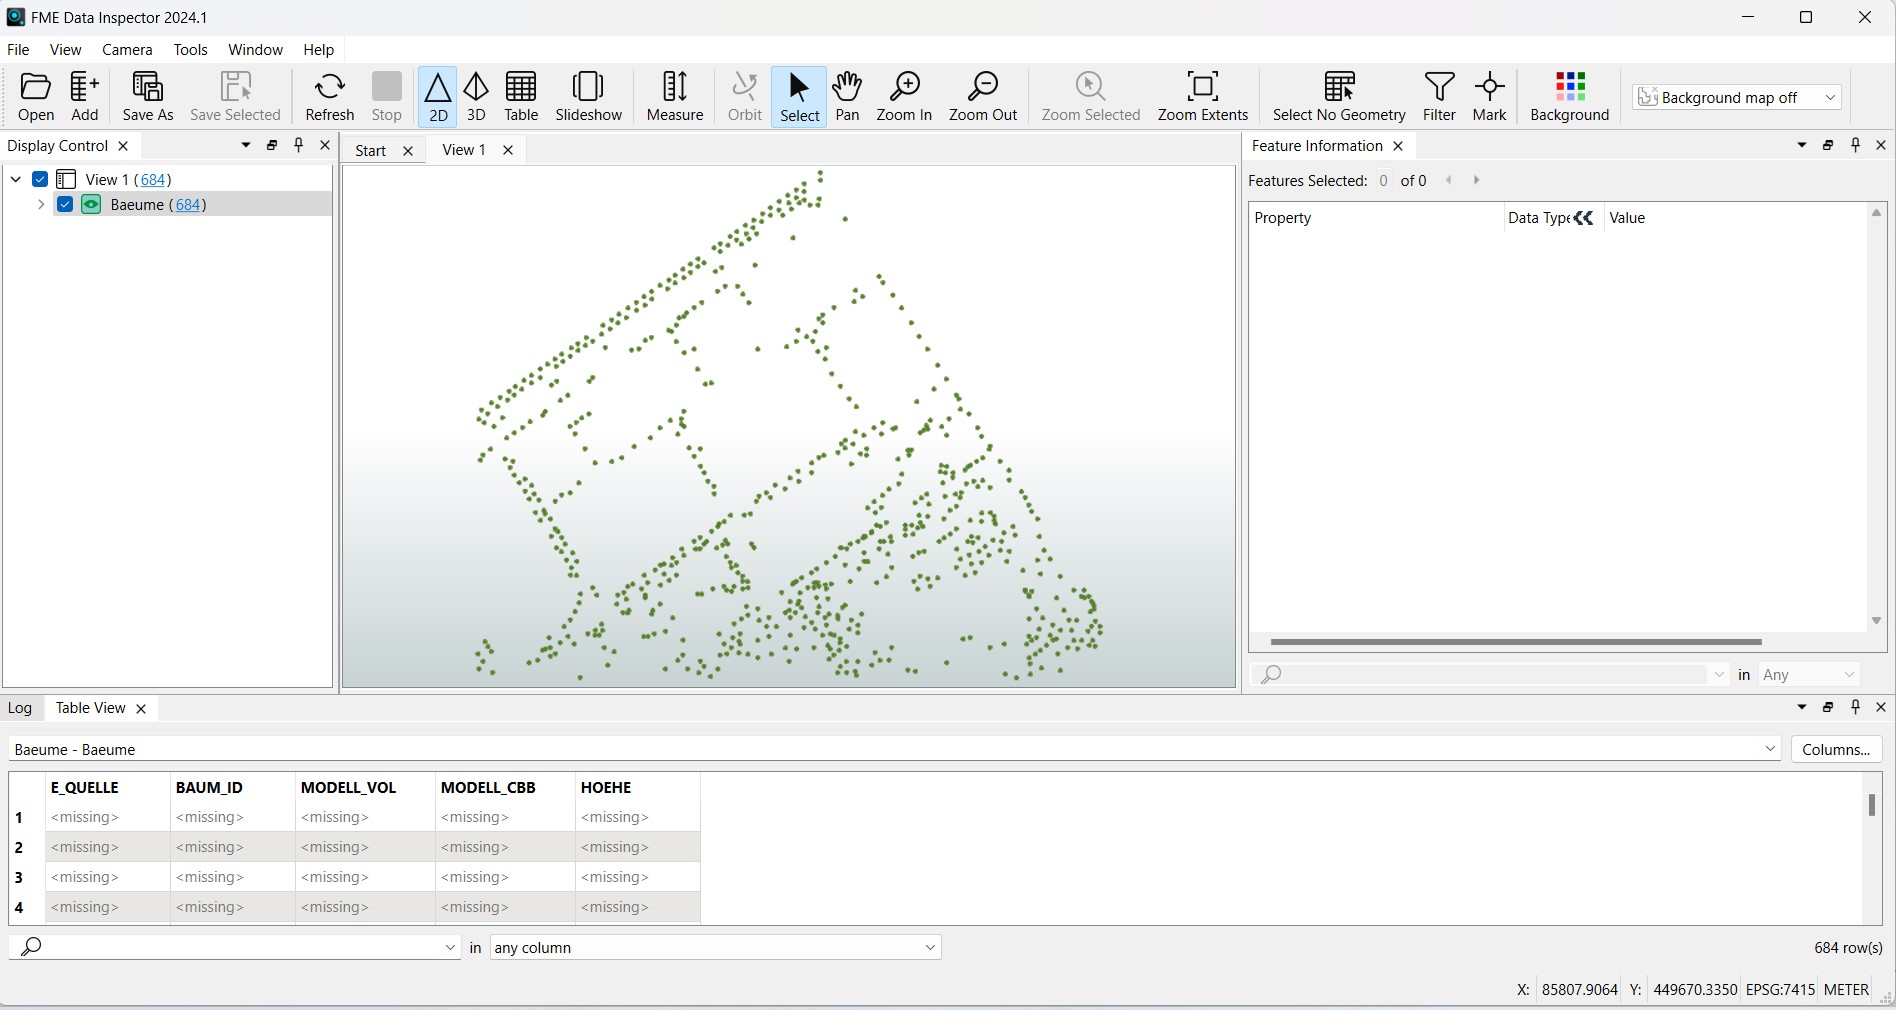 FME Data Inspector 2024.1
File View Camera Tools Window Help
Open Add Save As Save Selected Refresh Stop 2D 3D Table Slideshow Measure Orbit Select Pan Zoom In Zoom Out Zoom Selected Zoom Extents Select No Geometry Filter Mark Background Background map off
Display Control
Start View 1
Feature Information
View 1 (684)
Baeume (684)
Features Selected: 0 of 0
Property Data Type Value
in Any
Log Table View
Baeume - Baeume Columns...
E_QUELLE BAUM_ID MODELL_VOL MODELL_CBB HOEHE
1 <missing> <missing> <missing> <missing> <missing>
2 <missing> <missing> <missing> <missing> <missing>
3 <missing> <missing> <missing> <missing> <missing>
4 <missing> <missing> <missing> <missing> <missing>
in any column 684 row(s)
X: 85807.9064 Y: 449670.3350 EPSG:7415 METER